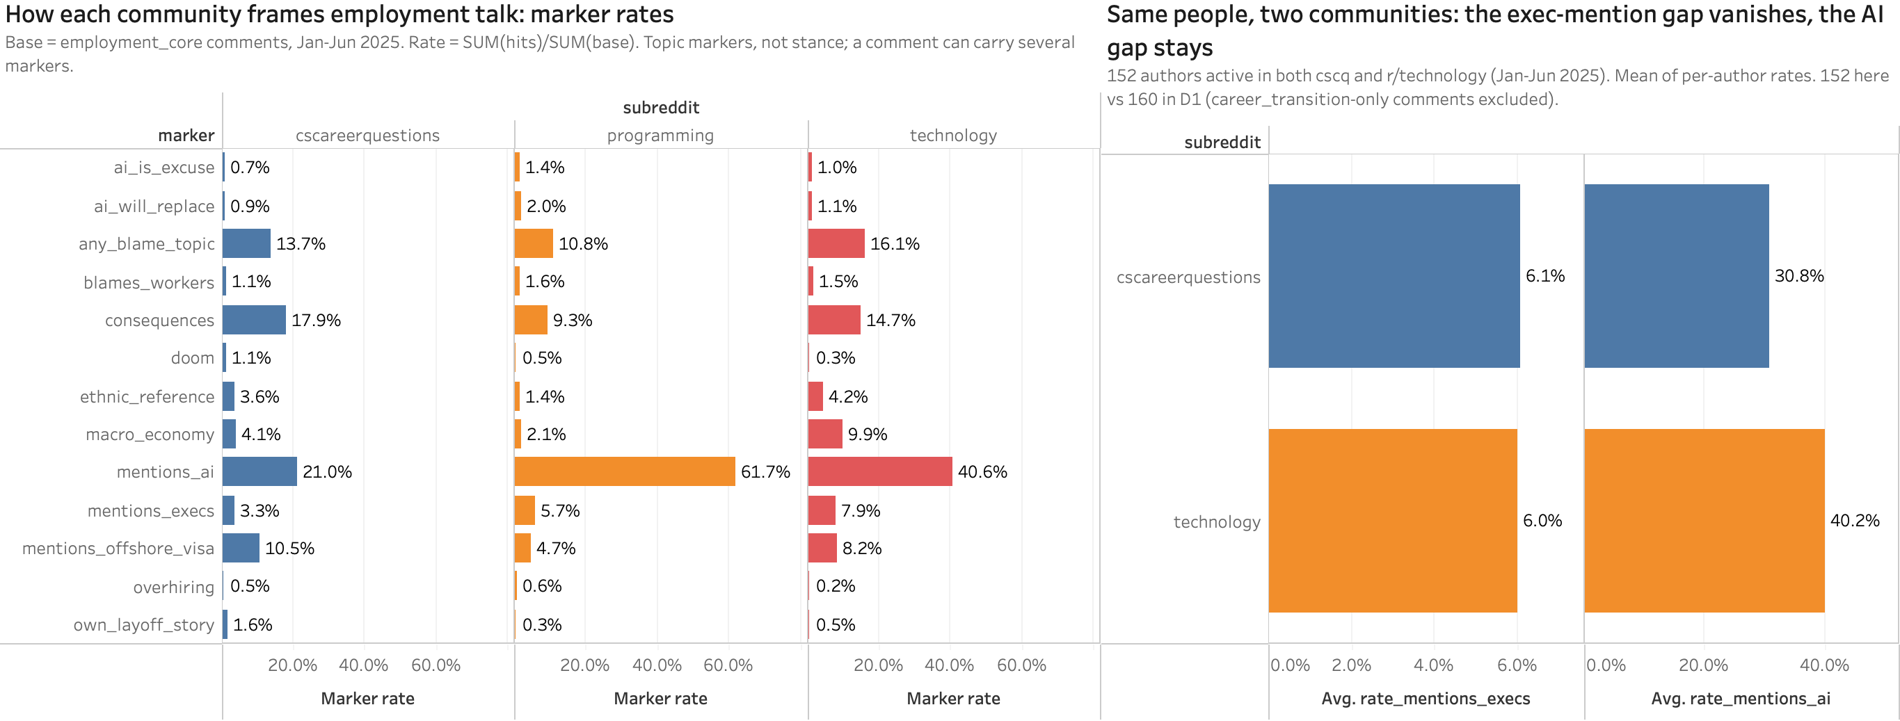 How each community frames employment talk: marker rates
Base = employment_core comments, Jan-Jun 2025. Rate = SUM(hits)/SUM(base). Topic markers, not stance; a comment can carry several
markers.
subreddit
marker cscareerquestions programming technology
ai_is_excuse 0.7% 1.4% 1.0%
ai_will_replace 0.9% 2.0% 1.1%
any_blame_topic 13.7% 10.8% 16.1%
blames_workers 1.1% 1.6% 1.5%
consequences 17.9% 9.3% 14.7%
doom 1.1% 0.5% 0.3%
ethnic_reference 3.6% 1.4% 4.2%
macro_economy 4.1% 2.1% 9.9%
mentions_ai 21.0% 61.7% 40.6%
mentions_execs 3.3% 5.7% 7.9%
mentions_offshore_visa 10.5% 4.7% 8.2%
overhiring 0.5% 0.6% 0.2%
own_layoff_story 1.6% 0.3% 0.5%
20.0% 40.0% 60.0% 20.0% 40.0% 60.0% 20.0% 40.0% 60.0%
Marker rate Marker rate Marker rate
Same people, two communities: the exec-mention gap vanishes, the AI
gap stays
152 authors active in both cscq and r/technology (Jan-Jun 2025). Mean of per-author rates. 152 here
vs 160 in D1 (career_transition-only comments excluded).
subreddit
cscareerquestions 6.1% 30.8%
technology 6.0% 40.2%
0.0% 2.0% 4.0% 6.0% 0.0% 20.0% 40.0%
Avg. rate_mentions_execs Avg. rate_mentions_ai